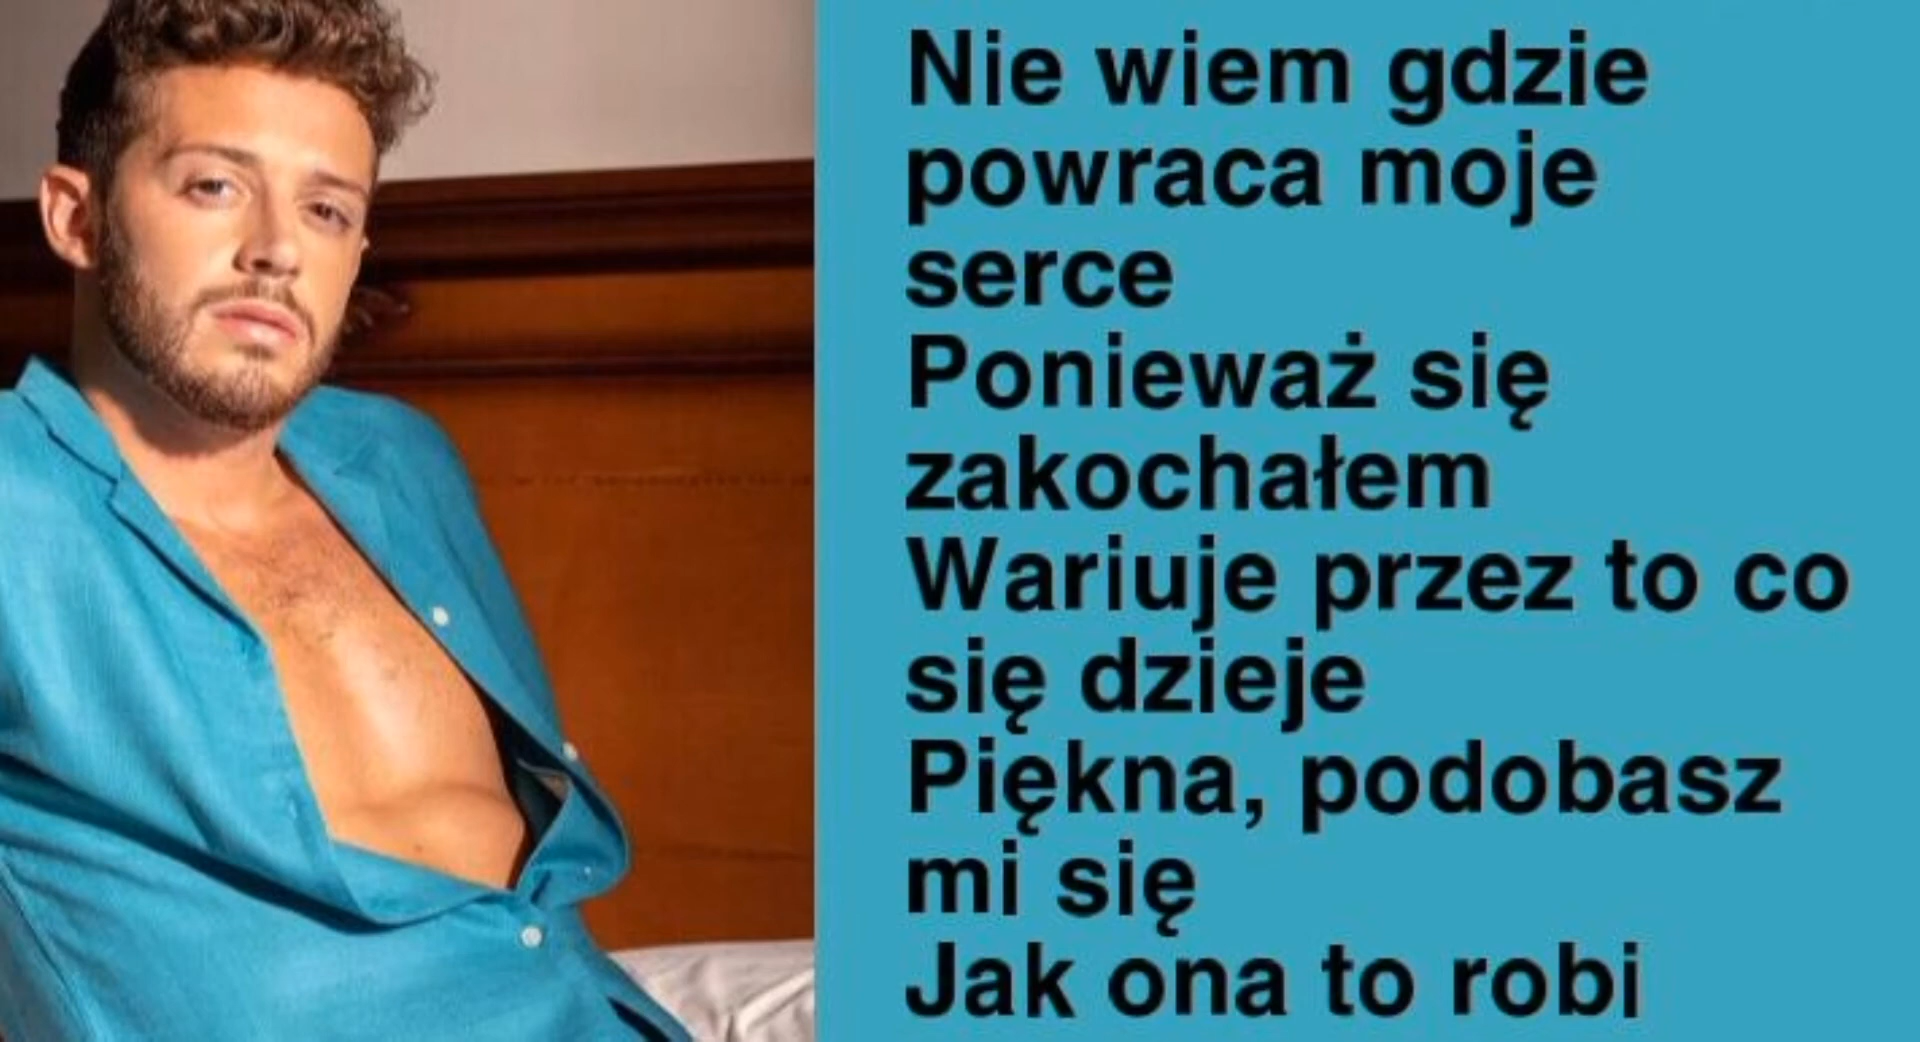 Nie wiem gdzie
powraca moje
serce
Ponieważ się
zakochałem
Wariuje przez to co
się dzieje
Piękna, podobasz
mi się
Jak ona to robi